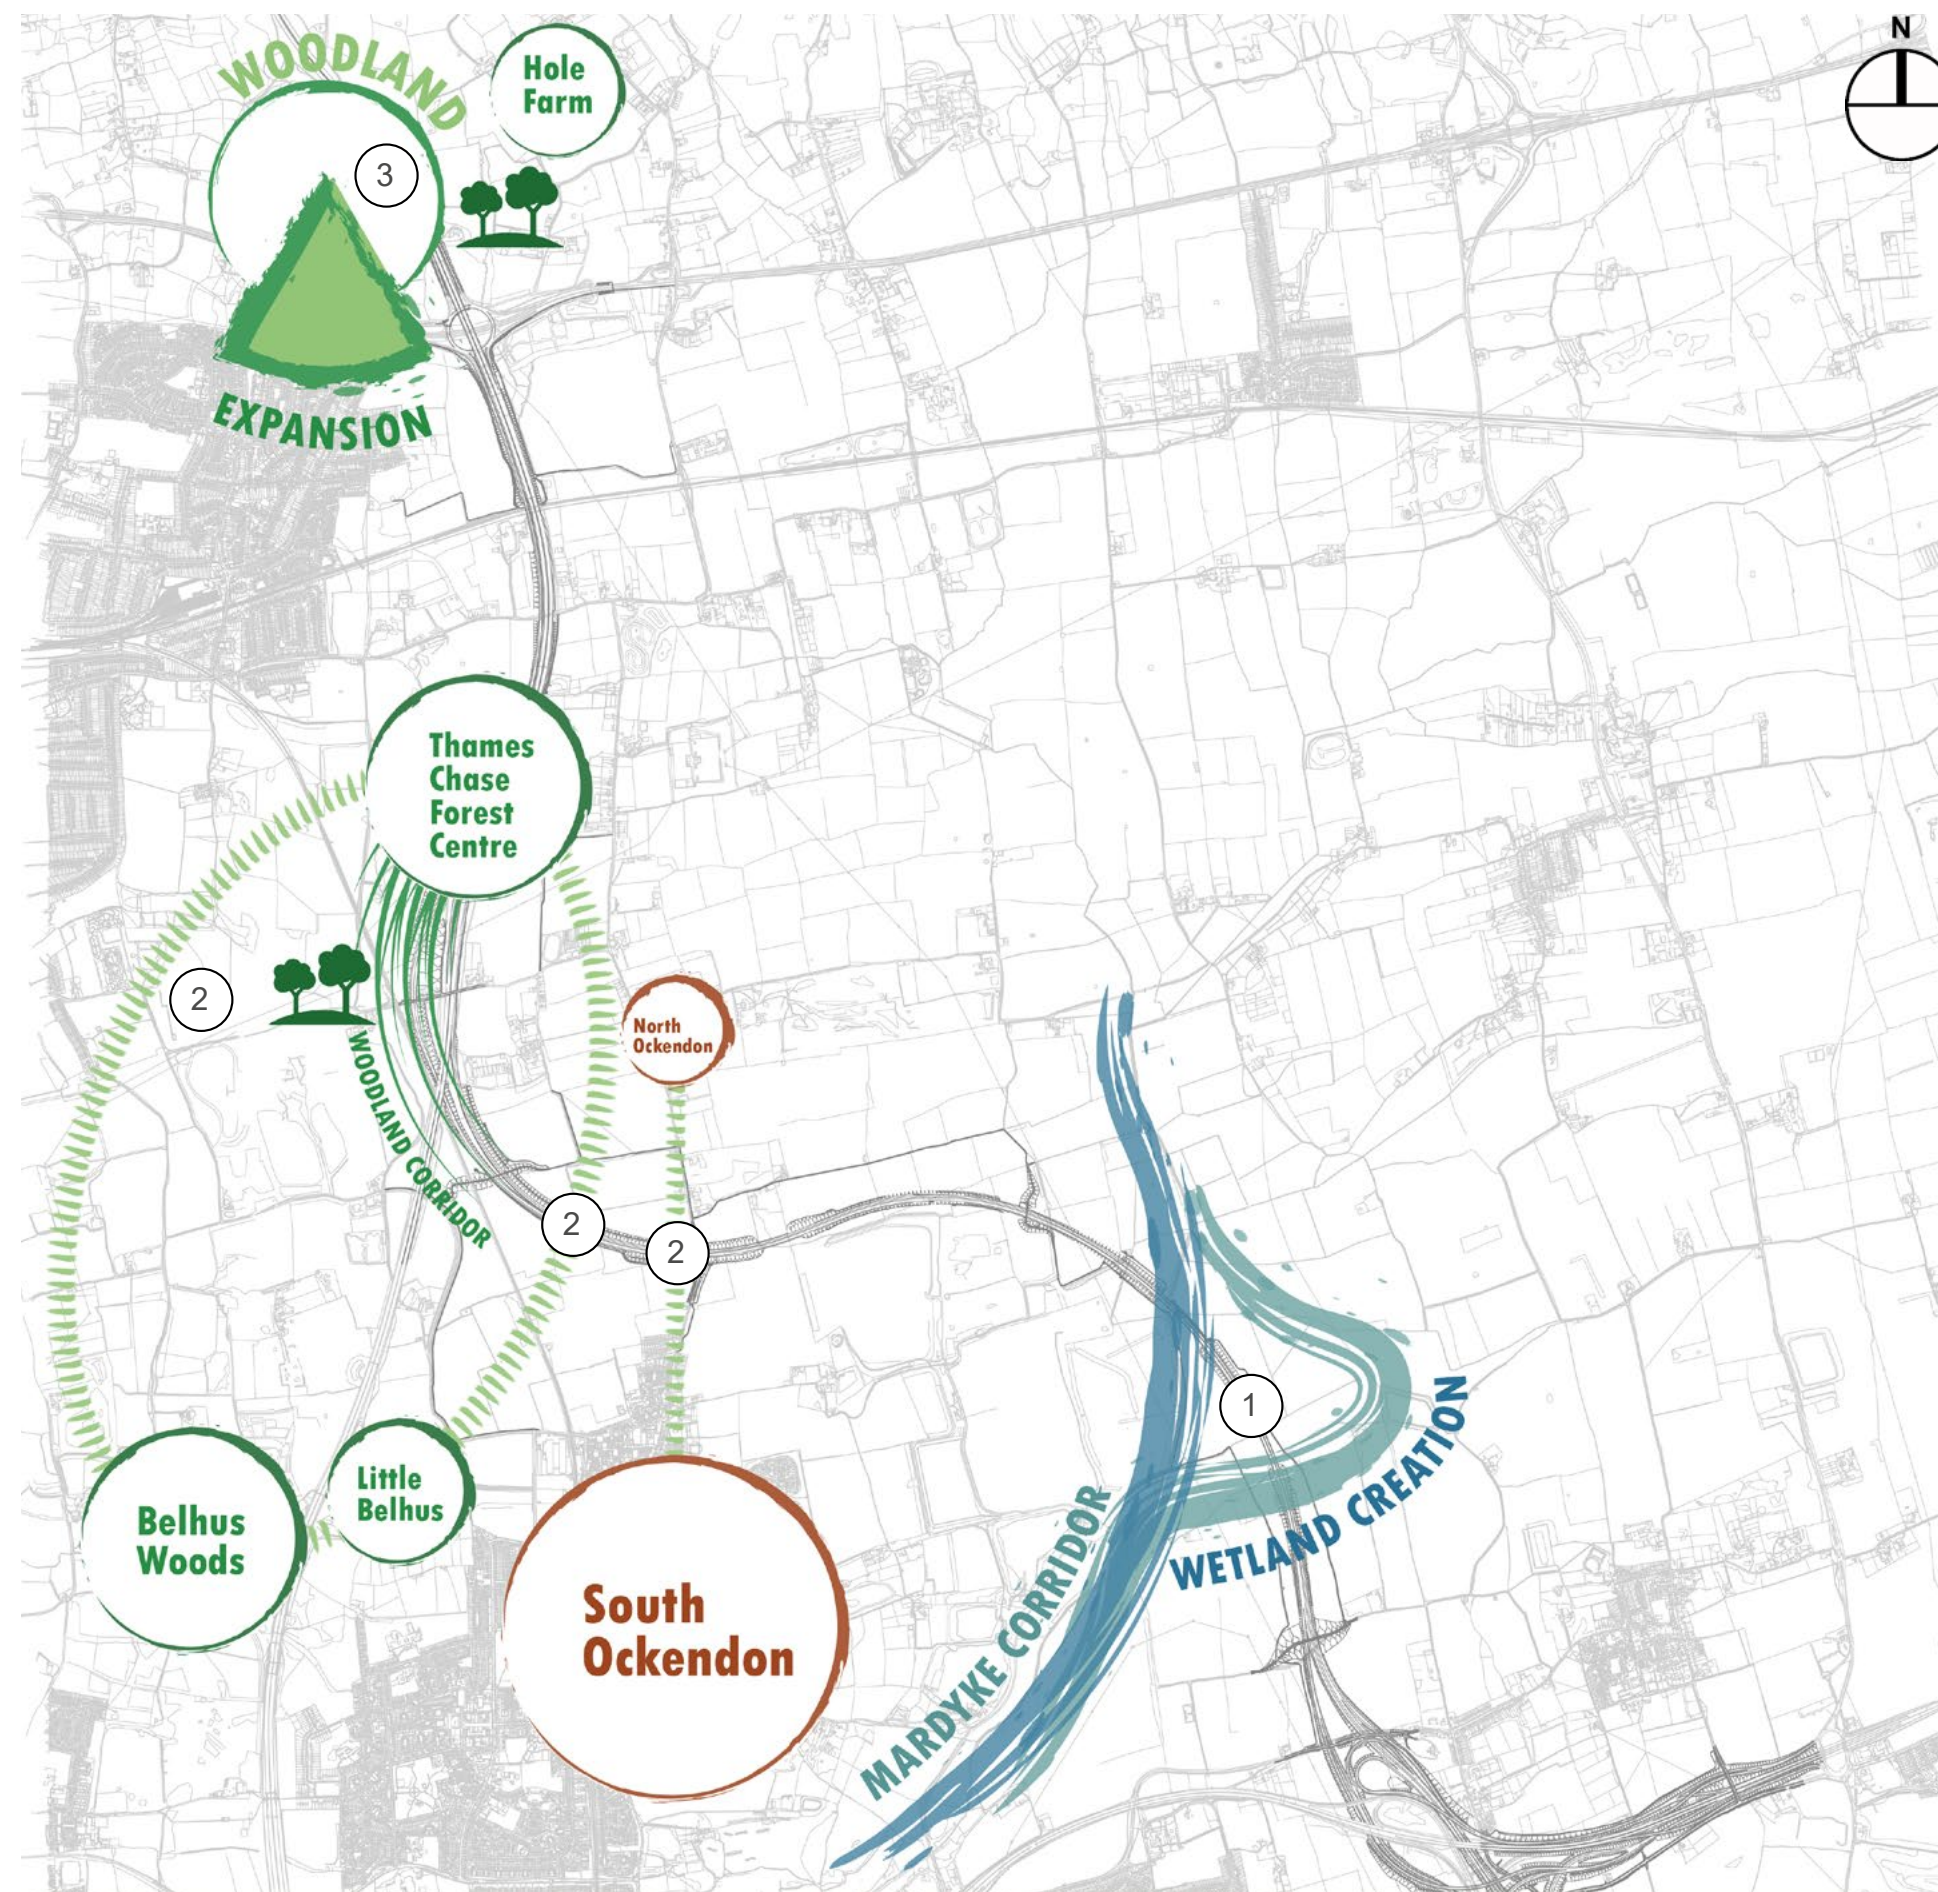 N
WOODLAND
Hole
Farm
3
EXPANSION
Thames
Chase
Forest
Centre
2
North
Ockendon
WOODLAND CORRIDOR
2
2
1
WETLAND CREATION
MARDYKE CORRIDOR
Little
Belhus
Belhus
Woods
South
Ockendon